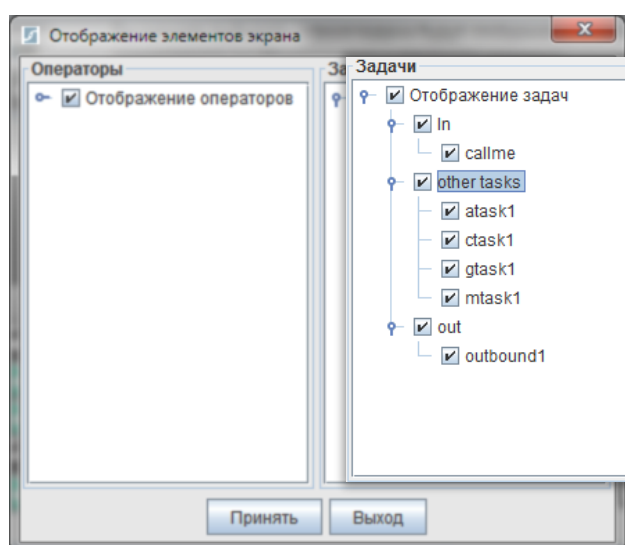 Отображение элементов экрана
Операторы
Отображение операторов
За
Задачи
Отображение задач
In
callme
other tasks
atask1
ctask1
gtask1
mtask1
out
outbound1
Принять
Выход